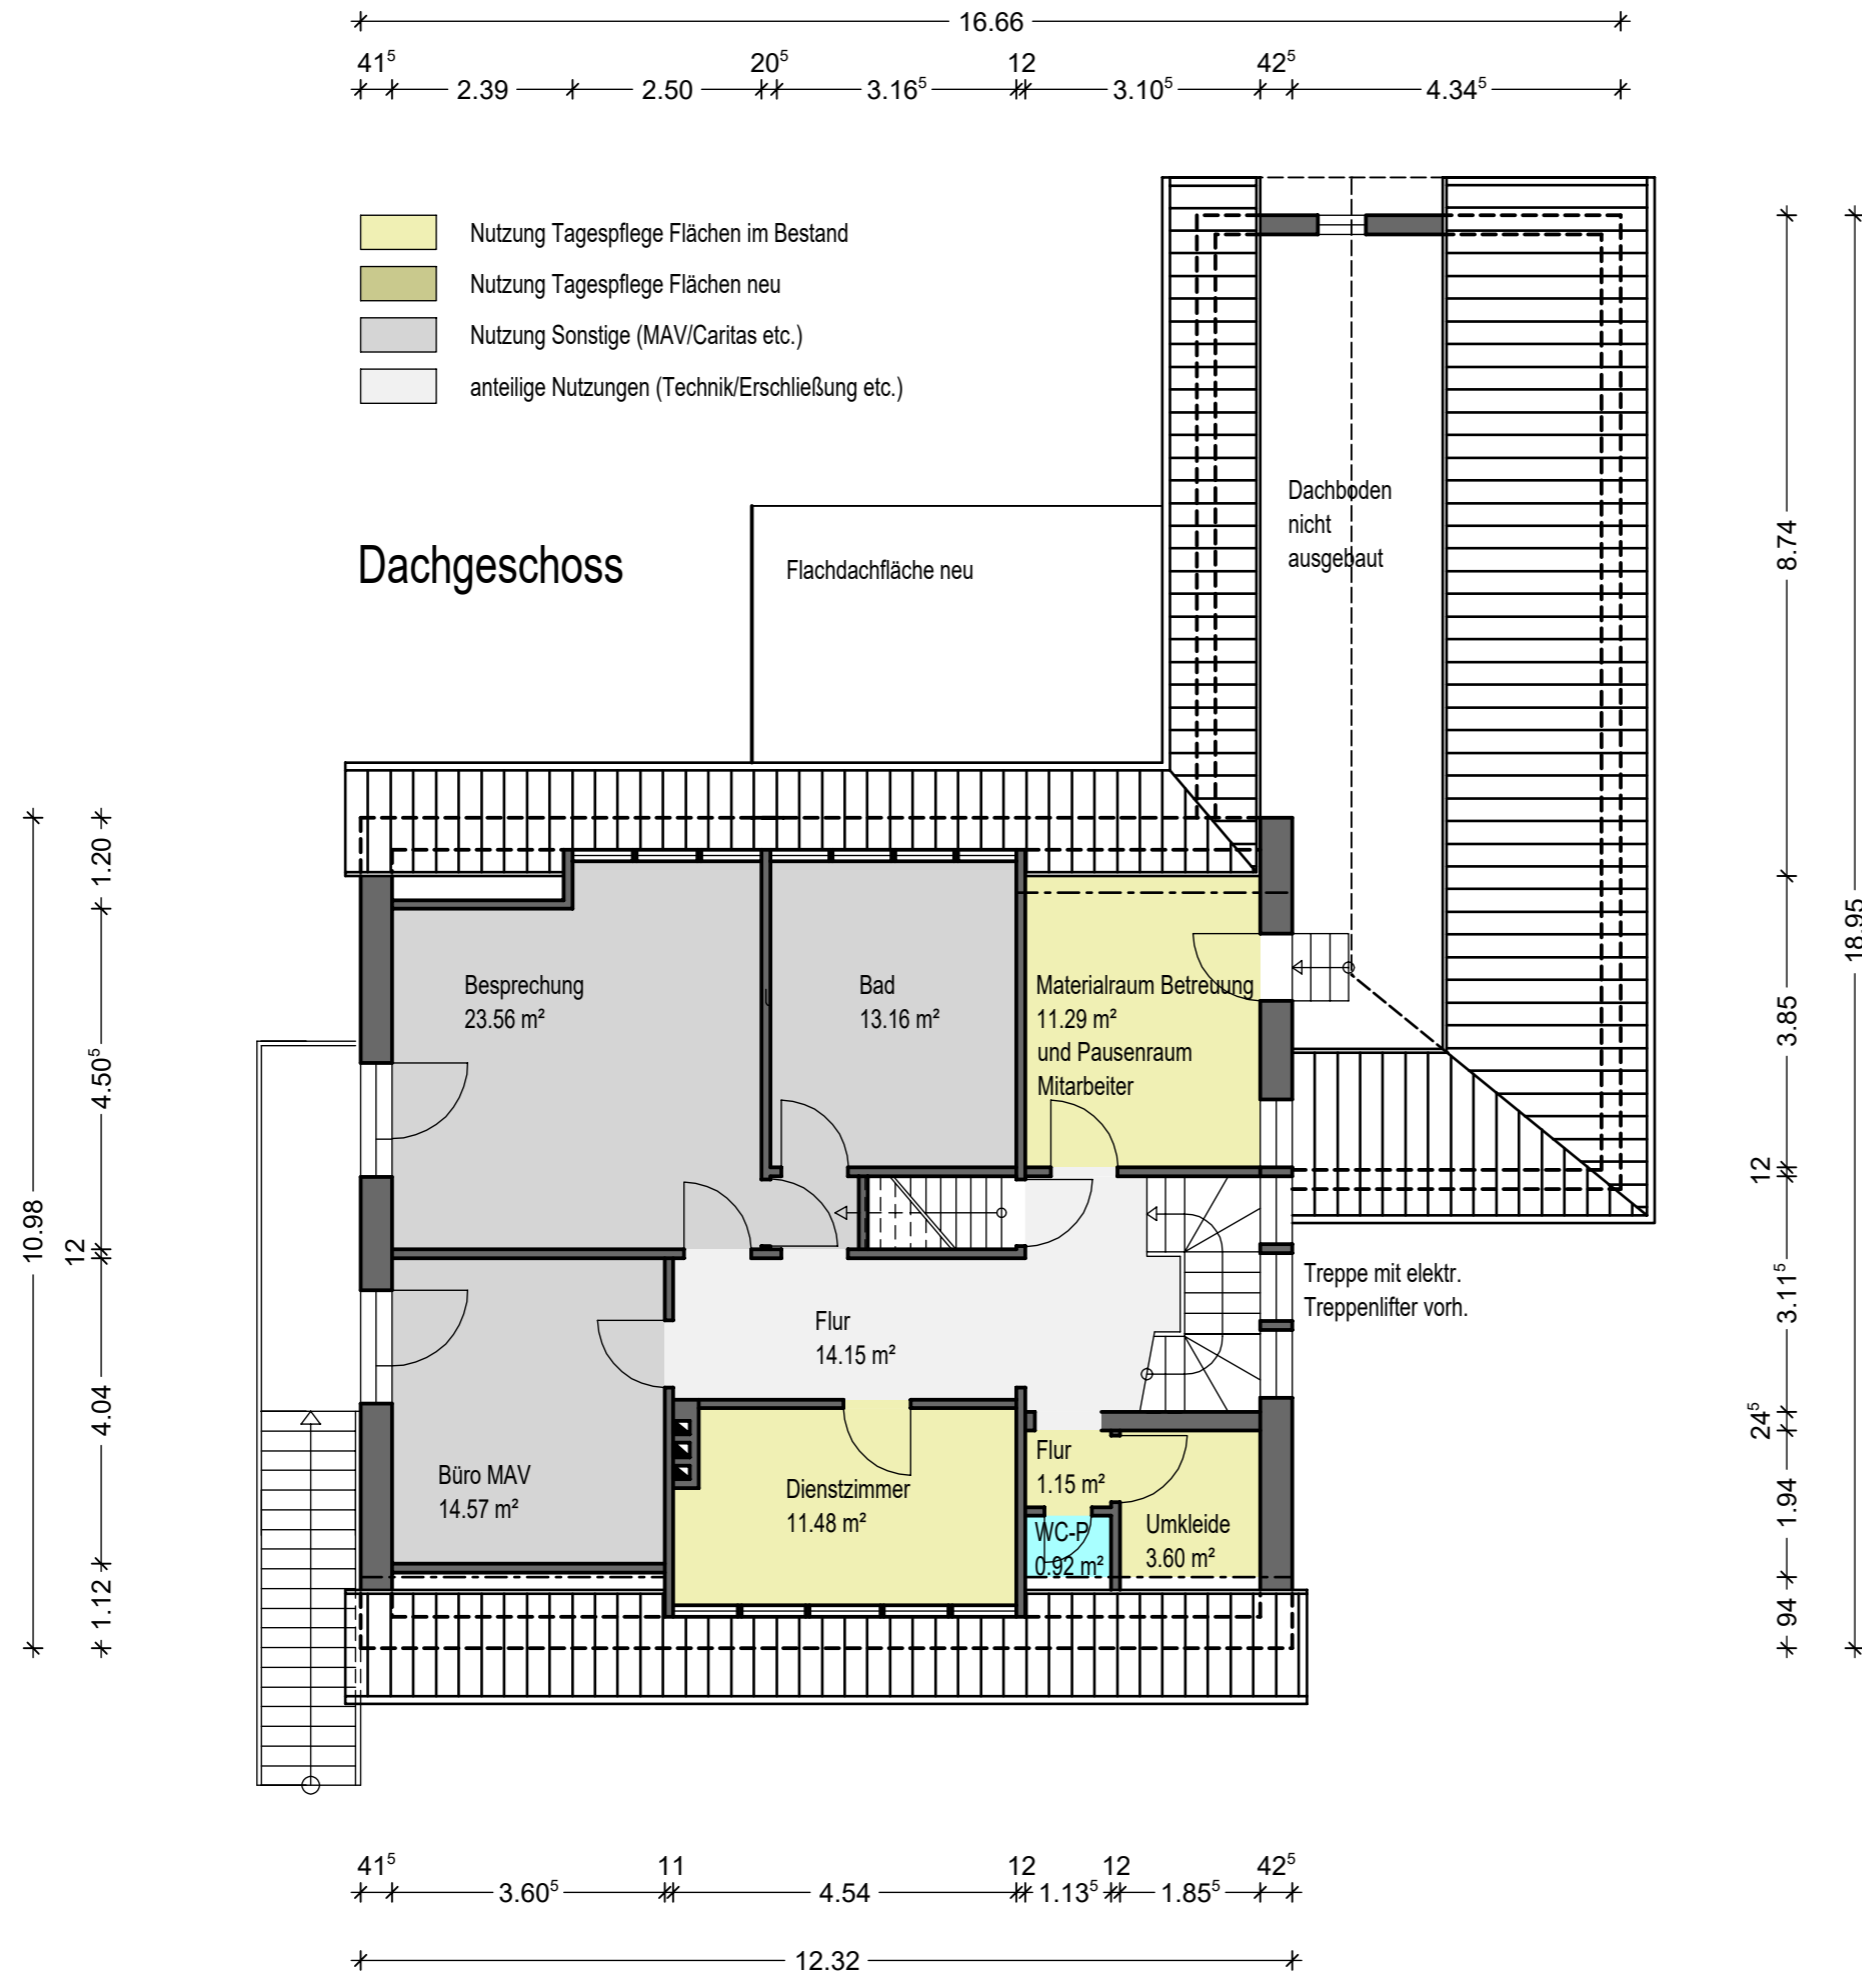 16.66
41⁵ 20⁵ 12 42⁵
2.39 2.50 3.16⁵ 3.10⁵ 4.34⁵
Nutzung Tagespflege Flächen im Bestand
Nutzung Tagespflege Flächen neu
Nutzung Sonstige (MAV/Caritas etc.)
anteilige Nutzungen (Technik/Erschließung etc.)
Dachgeschoss
Flachdachfläche neu
Dachboden
nicht
ausgebaut
Besprechung
23.56 m²
Bad
13.16 m²
Materialraum Betreuung
11.29 m²
und Pausenraum
Mitarbeiter
Treppe mit elektr.
Treppenlifter vorh.
Flur
14.15 m²
Büro MAV
14.57 m²
Dienstzimmer
11.48 m²
Flur
1.15 m²
WC-P
0.92 m²
Umkleide
3.60 m²
10.98
1.20
4.50⁵
12
4.04
1.12
8.74
3.85
12
3.11⁵
24⁵
1.94
94
18.95
41⁵ 11 12 12 42⁵
3.60⁵ 4.54 1.13⁵ 1.85⁵
12.32